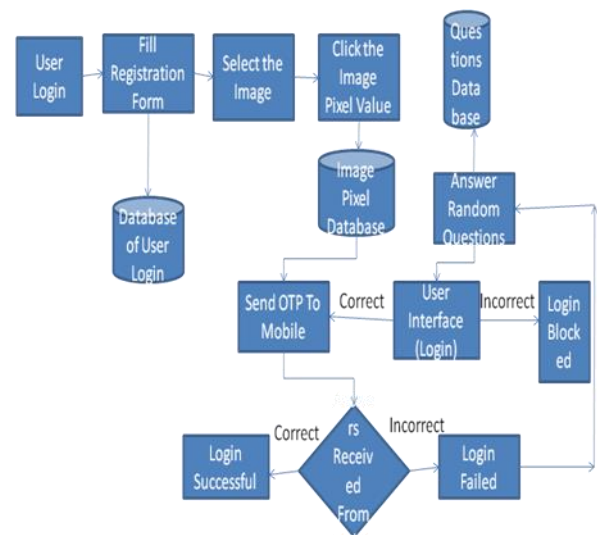 User
Login
Fill
Registration
Form
Select the
Image
Click the
Image
Pixel Value
Ques
tions
Data
base
Database
of User
Login
Image
Pixel
Database
Answer
Random
Questions
Send OTP To
Mobile
Correct
User
Interface
(Login)
Incorrect
Login
Block
ed
Correct
rs
Receiv
ed
From
Incorrect
Login
Successful
Login
Failed